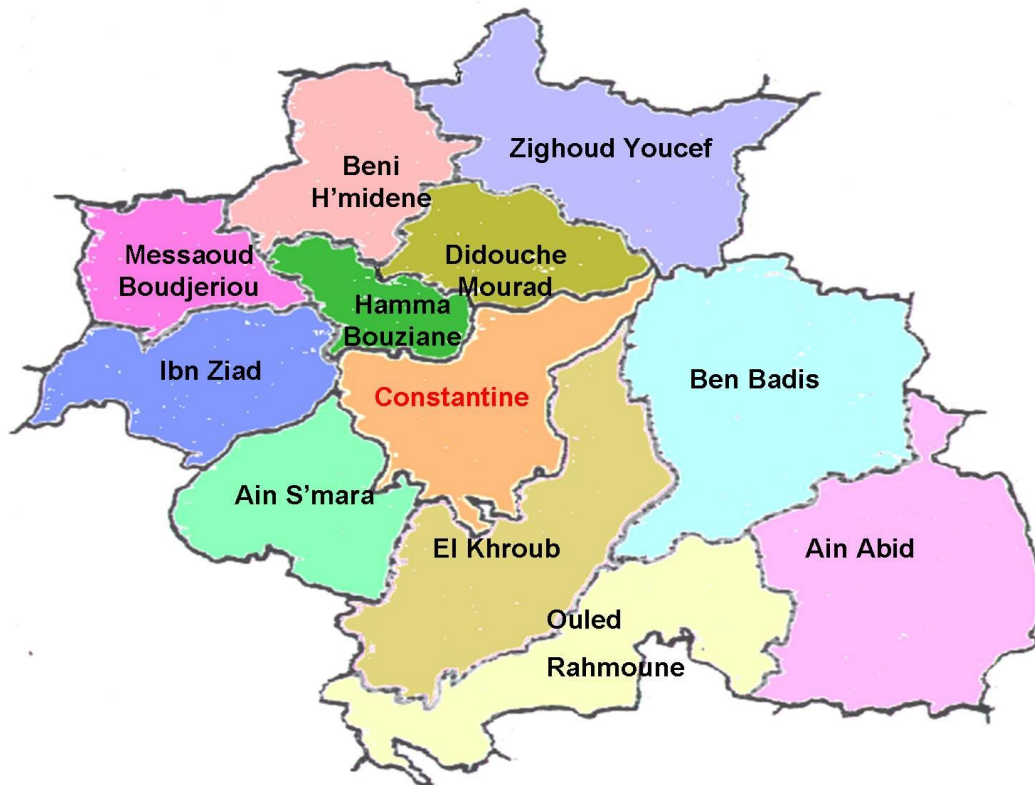 Zighoud Youcef
Beni
H'midene
Messaoud
Boudjeriou
Didouche
Mourad
Hamma
Bouziane
Ibn Ziad
Constantine
Ben Badis
Ain S'mara
El Khroub
Ain Abid
Ouled
Rahmoune